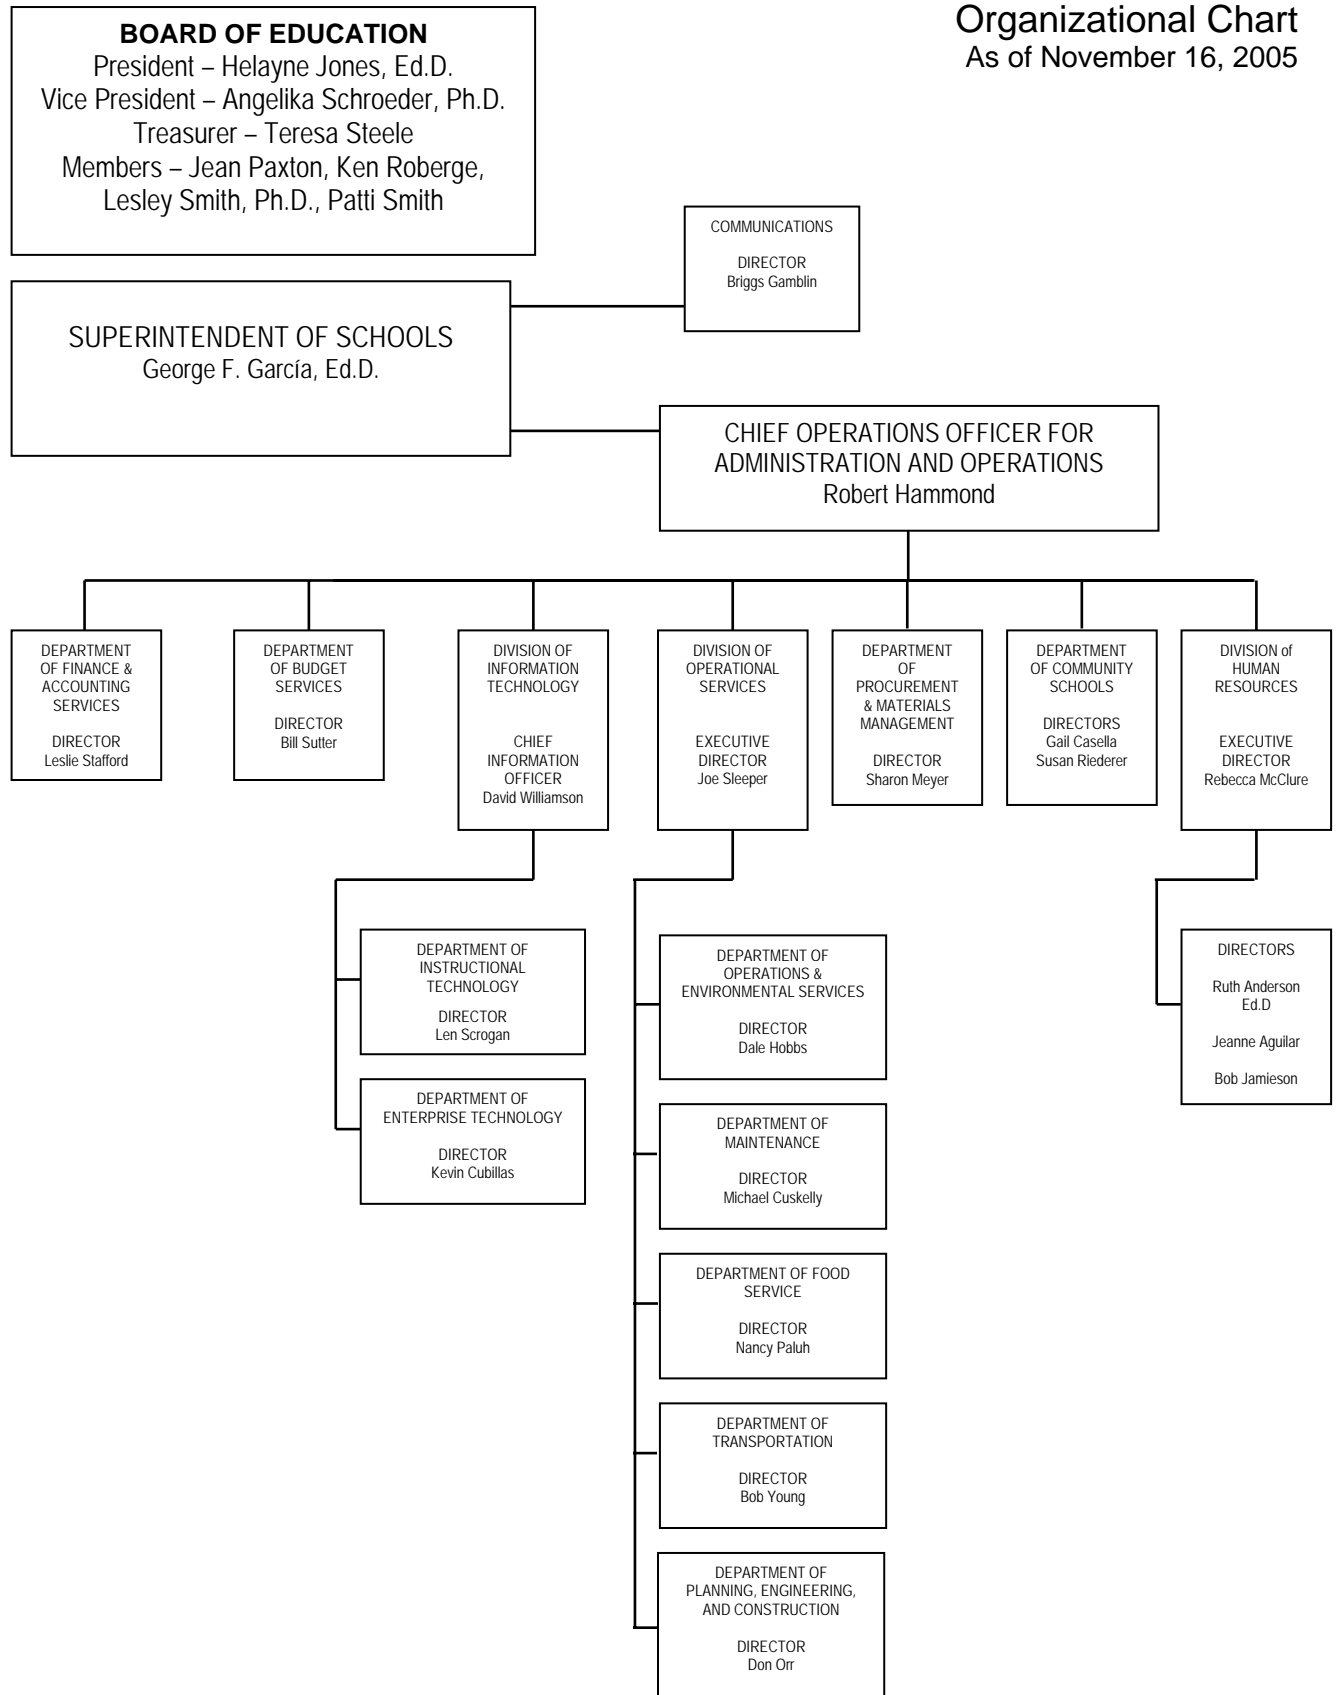 Organizational Chart
As of November 16, 2005
BOARD OF EDUCATION
President – Helayne Jones, Ed.D.
Vice President – Angelika Schroeder, Ph.D.
Treasurer – Teresa Steele
Members – Jean Paxton, Ken Roberge,
Lesley Smith, Ph.D., Patti Smith
COMMUNICATIONS
DIRECTOR
Briggs Gamblin
SUPERINTENDENT OF SCHOOLS
George F. García, Ed.D.
CHIEF OPERATIONS OFFICER FOR
ADMINISTRATION AND OPERATIONS
Robert Hammond
DEPARTMENT
OF FINANCE &
ACCOUNTING
SERVICES
DIRECTOR
Leslie Stafford
DEPARTMENT
OF BUDGET
SERVICES
DIRECTOR
Bill Sutter
DIVISION OF
INFORMATION
TECHNOLOGY
CHIEF
INFORMATION
OFFICER
David Williamson
DIVISION OF
OPERATIONAL
SERVICES
EXECUTIVE
DIRECTOR
Joe Sleeper
DEPARTMENT
OF
PROCUREMENT
& MATERIALS
MANAGEMENT
DIRECTOR
Sharon Meyer
DEPARTMENT
OF COMMUNITY
SCHOOLS
DIRECTORS
Gail Casella
Susan Riederer
DIVISION of
HUMAN
RESOURCES
EXECUTIVE
DIRECTOR
Rebecca McClure
DEPARTMENT OF
INSTRUCTIONAL
TECHNOLOGY
DIRECTOR
Len Scrogan
DEPARTMENT OF
ENTERPRISE TECHNOLOGY
DIRECTOR
Kevin Cubillas
DEPARTMENT OF
OPERATIONS &
ENVIRONMENTAL SERVICES
DIRECTOR
Dale Hobbs
DEPARTMENT OF
MAINTENANCE
DIRECTOR
Michael Cuskelly
DEPARTMENT OF FOOD
SERVICE
DIRECTOR
Nancy Paluh
DEPARTMENT OF
TRANSPORTATION
DIRECTOR
Bob Young
DEPARTMENT OF
PLANNING, ENGINEERING,
AND CONSTRUCTION
DIRECTOR
Don Orr
DIRECTORS
Ruth Anderson
Ed.D
Jeanne Aguilar
Bob Jamieson